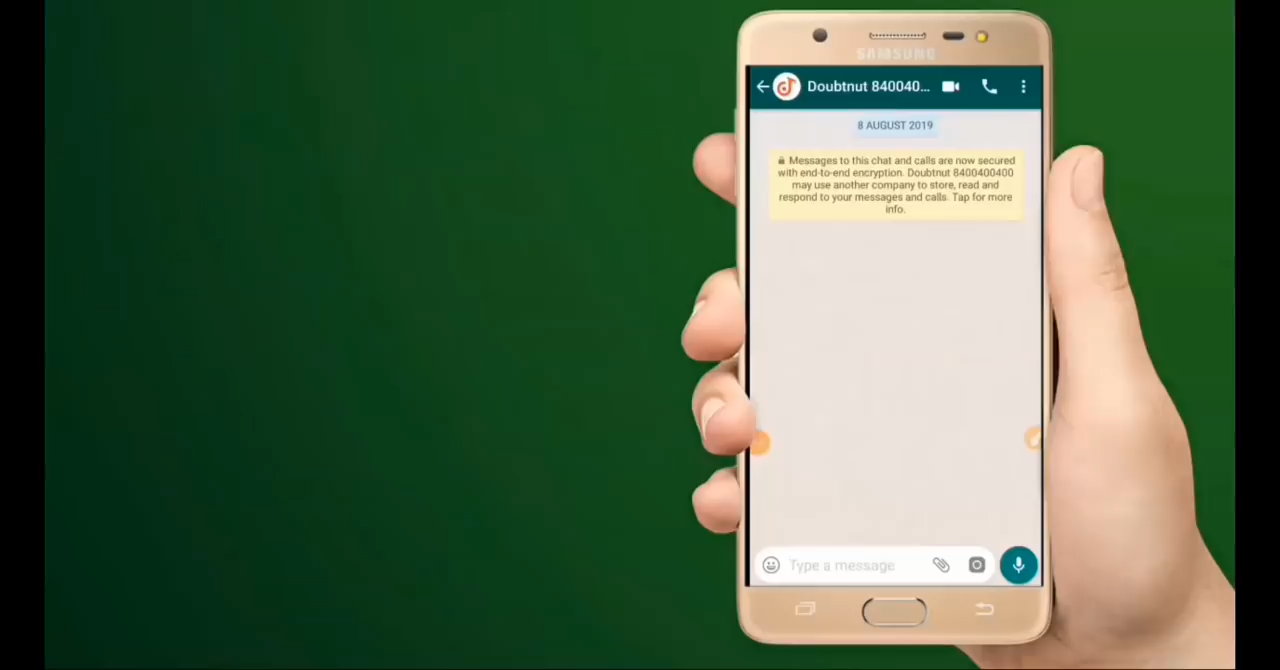 SAMSUNG
Doubtnut 840040...
8 AUGUST 2019
Messages to this chat and calls are now secured
with end-to-end encryption. Doubtnut 8400400400
may use another company to store, read and
respond to your messages and calls. Tap for more
info.
Type a message